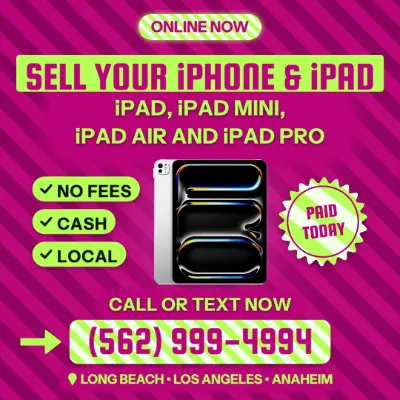 ONLINE NOW
SELL YOUR iPHONE & iPAD
iPAD, iPAD MINI,
iPAD AIR AND iPAD PRO
NO FEES
CASH
LOCAL
PAID
TODAY
CALL OR TEXT NOW
(562) 999-4994
LONG BEACH • LOS ANGELES • ANAHEIM